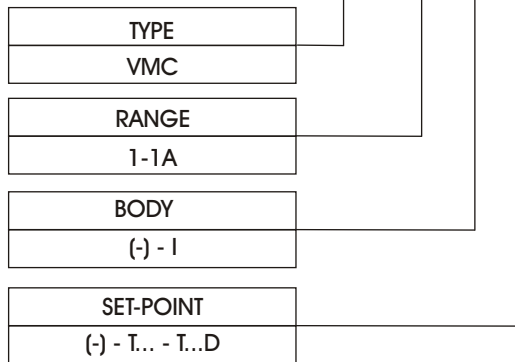 TYPE
VMC
RANGE
1-1A
BODY
(-) - I
SET-POINT
(-) - T... - T...D